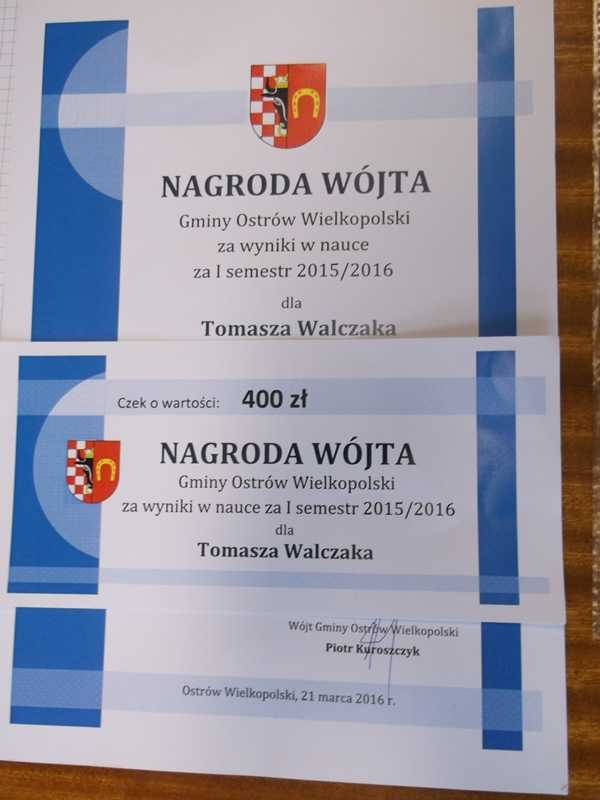 NAGRODA WÓJTA
Gminy Ostrów Wielkopolski
za wyniki w nauce
za I semestr 2015/2016
dla
Tomasza Walczaka
Czek o wartości: 400 zł
NAGRODA WÓJTA
Gminy Ostrów Wielkopolski
za wyniki w nauce za I semestr 2015/2016
dla
Tomasza Walczaka
Wójt Gminy Ostrów Wielkopolski
Piotr Kuroszczyk
Ostrów Wielkopolski, 21 marca 2016 r.